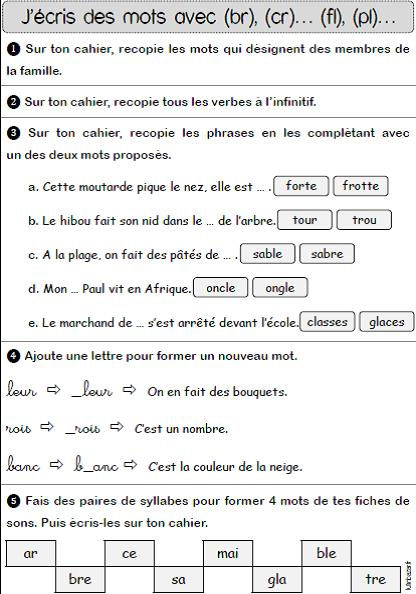 J'écris des mots avec (br), (cr)... (fl), (pl)...
❶ Sur ton cahier, recopie les mots qui désignent des membres de
la famille.
❷ Sur ton cahier, recopie tous les verbes à l'infinitif.
❸ Sur ton cahier, recopie les phrases en les complétant avec
un des deux mots proposés.
a. Cette moutarde pique le nez, elle est ... . forte frotte
b. Le hibou fait son nid dans le ... de l'arbre. tour trou
c. A la plage, on fait des pâtés de ... . sable sabre
d. Mon ... Paul vit en Afrique. oncle ongle
e. Le marchand de ... s'est arrêté devant l'école. classes glaces
❹ Ajoute une lettre pour former un nouveau mot.
leur ⇨ _leur ⇨ On en fait des bouquets.
rois ⇨ _rois ⇨ C'est un nombre.
banc ⇨ b_anc ⇨ C'est la couleur de la neige.
❺ Fais des paires de syllabes pour former 4 mots de tes fiches de
sons. Puis écris-les sur ton cahier.
ar ce mai ble
bre sa gla tre